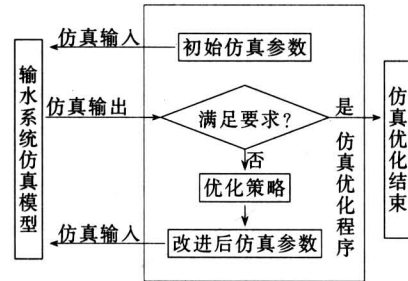 仿真输入
初始仿真参数
输水系统仿真模型
仿真输出
满足要求?
是
仿真优化结束
否
仿真优化程序
优化策略
仿真输入
改进后仿真参数